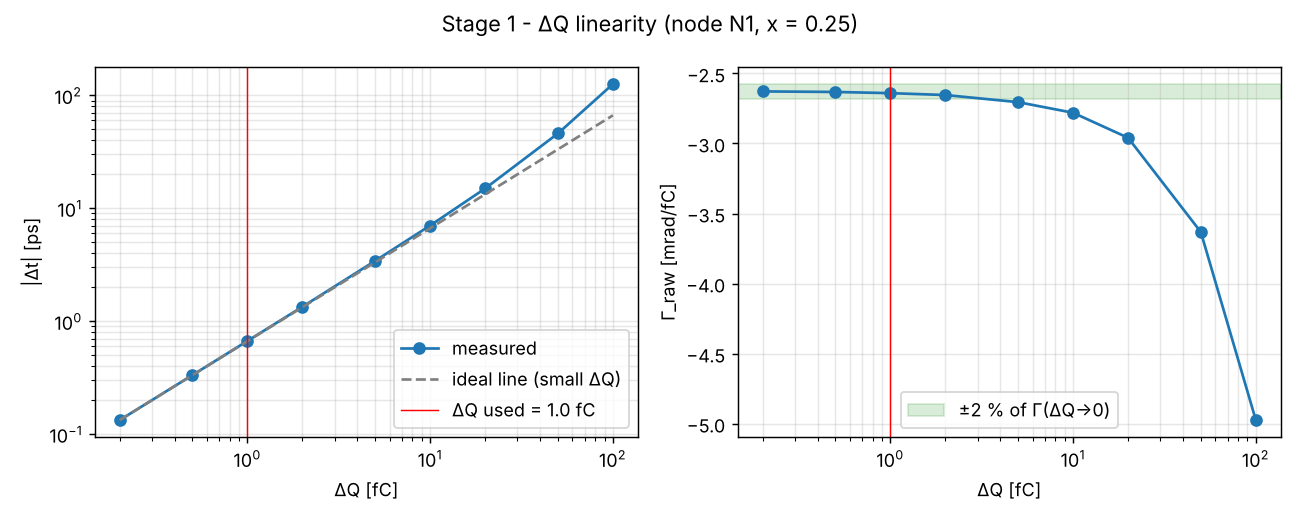 Stage 1 - ΔQ linearity (node N1, x = 0.25)
|Δt| [ps]
10²
10¹
10⁰
10⁻¹
measured
ideal line (small ΔQ)
ΔQ used = 1.0 fC
10⁰
10¹
10²
ΔQ [fC]
Γ_raw [mrad/fC]
−2.5
−3.0
−3.5
−4.0
−4.5
−5.0
±2 % of Γ(ΔQ→0)
10⁰
10¹
10²
ΔQ [fC]